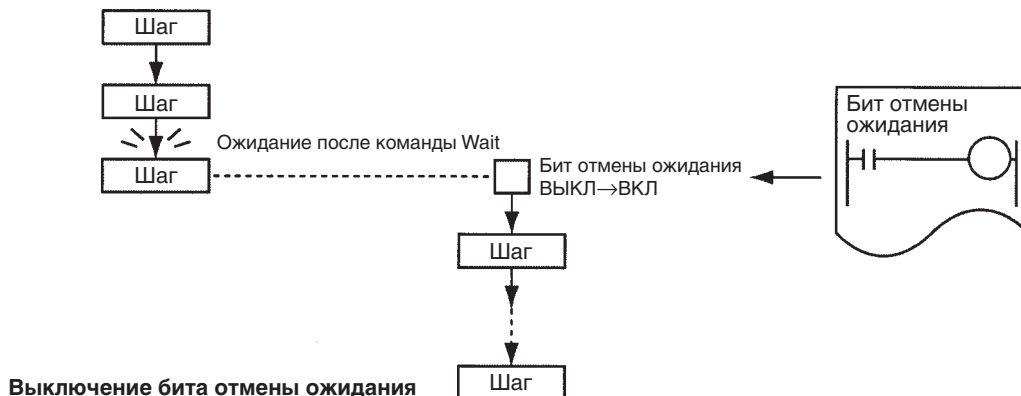 Шаг
Шаг
Ожидание после команды Wait
Шаг
Бит отмены ожидания
ВЫКЛ→ВКЛ
Бит отмены
ожидания
Шаг
Шаг
Выключение бита отмены ожидания